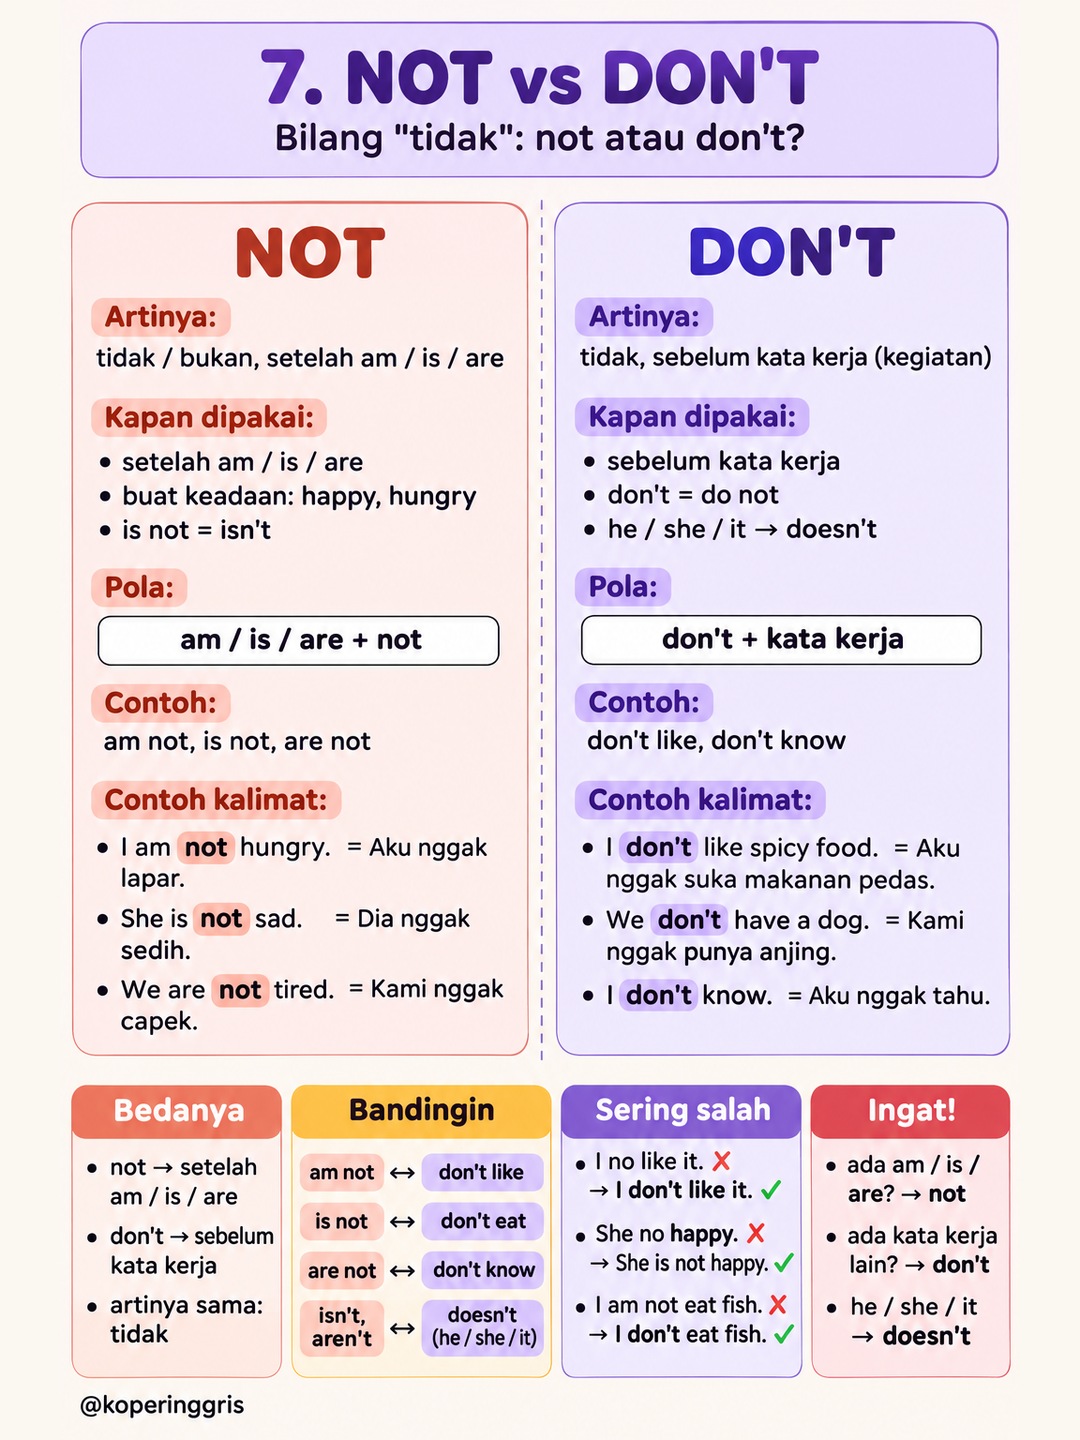 7. NOT vs DON'T
Bilang "tidak": not atau don't?
NOT
Artinya:
tidak / bukan, setelah am / is / are
Kapan dipakai:
• setelah am / is / are
• buat keadaan: happy, hungry
• is not = isn't
Pola:
am / is / are + not
Contoh:
am not, is not, are not
Contoh kalimat:
• I am not hungry. = Aku nggak
lapar.
• She is not sad. = Dia nggak
sedih.
• We are not tired. = Kami nggak
capek.
DON'T
Artinya:
tidak, sebelum kata kerja (kegiatan)
Kapan dipakai:
• sebelum kata kerja
• don't = do not
• he / she / it → doesn't
Pola:
don't + kata kerja
Contoh:
don't like, don't know
Contoh kalimat:
• I don't like spicy food. = Aku
nggak suka makanan pedas.
• We don't have a dog. = Kami
nggak punya anjing.
• I don't know. = Aku nggak tahu.
Bedanya
• not → setelah
am / is / are
• don't → sebelum
kata kerja
• artinya sama:
tidak
Bandingin
am not ↔ don't like
is not ↔ don't eat
are not ↔ don't know
isn't, aren't ↔ doesn't (he / she / it)
Sering salah
• I no like it. ✗
→ I don't like it. ✓
• She no happy. ✗
→ She is not happy. ✓
• I am not eat fish. ✗
→ I don't eat fish. ✓
Ingat!
• ada am / is /
are? → not
• ada kata kerja
lain? → don't
• he / she / it
→ doesn't
@koperinggris